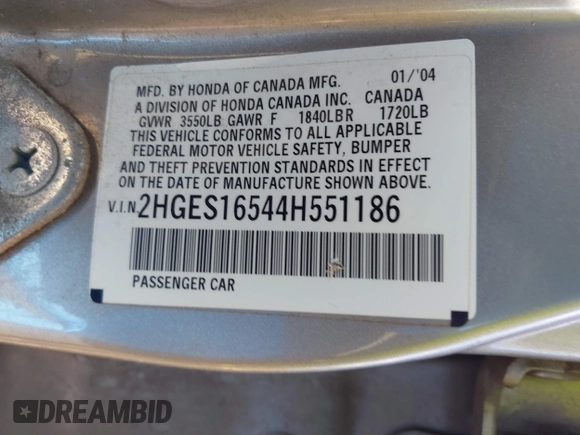 MFD. BY HONDA OF CANADA MFG. 01/'04
A DIVISION OF HONDA CANADA INC. CANADA
GVWR 3550LB GAWR F 1840LB R 1720LB
THIS VEHICLE CONFORMS TO ALL APPLICABLE
FEDERAL MOTOR VEHICLE SAFETY, BUMPER
AND THEFT PREVENTION STANDARDS IN EFFECT
ON THE DATE OF MANUFACTURE SHOWN ABOVE.
V.I.N. 2HGES16544H551186
PASSENGER CAR
DREAMBID